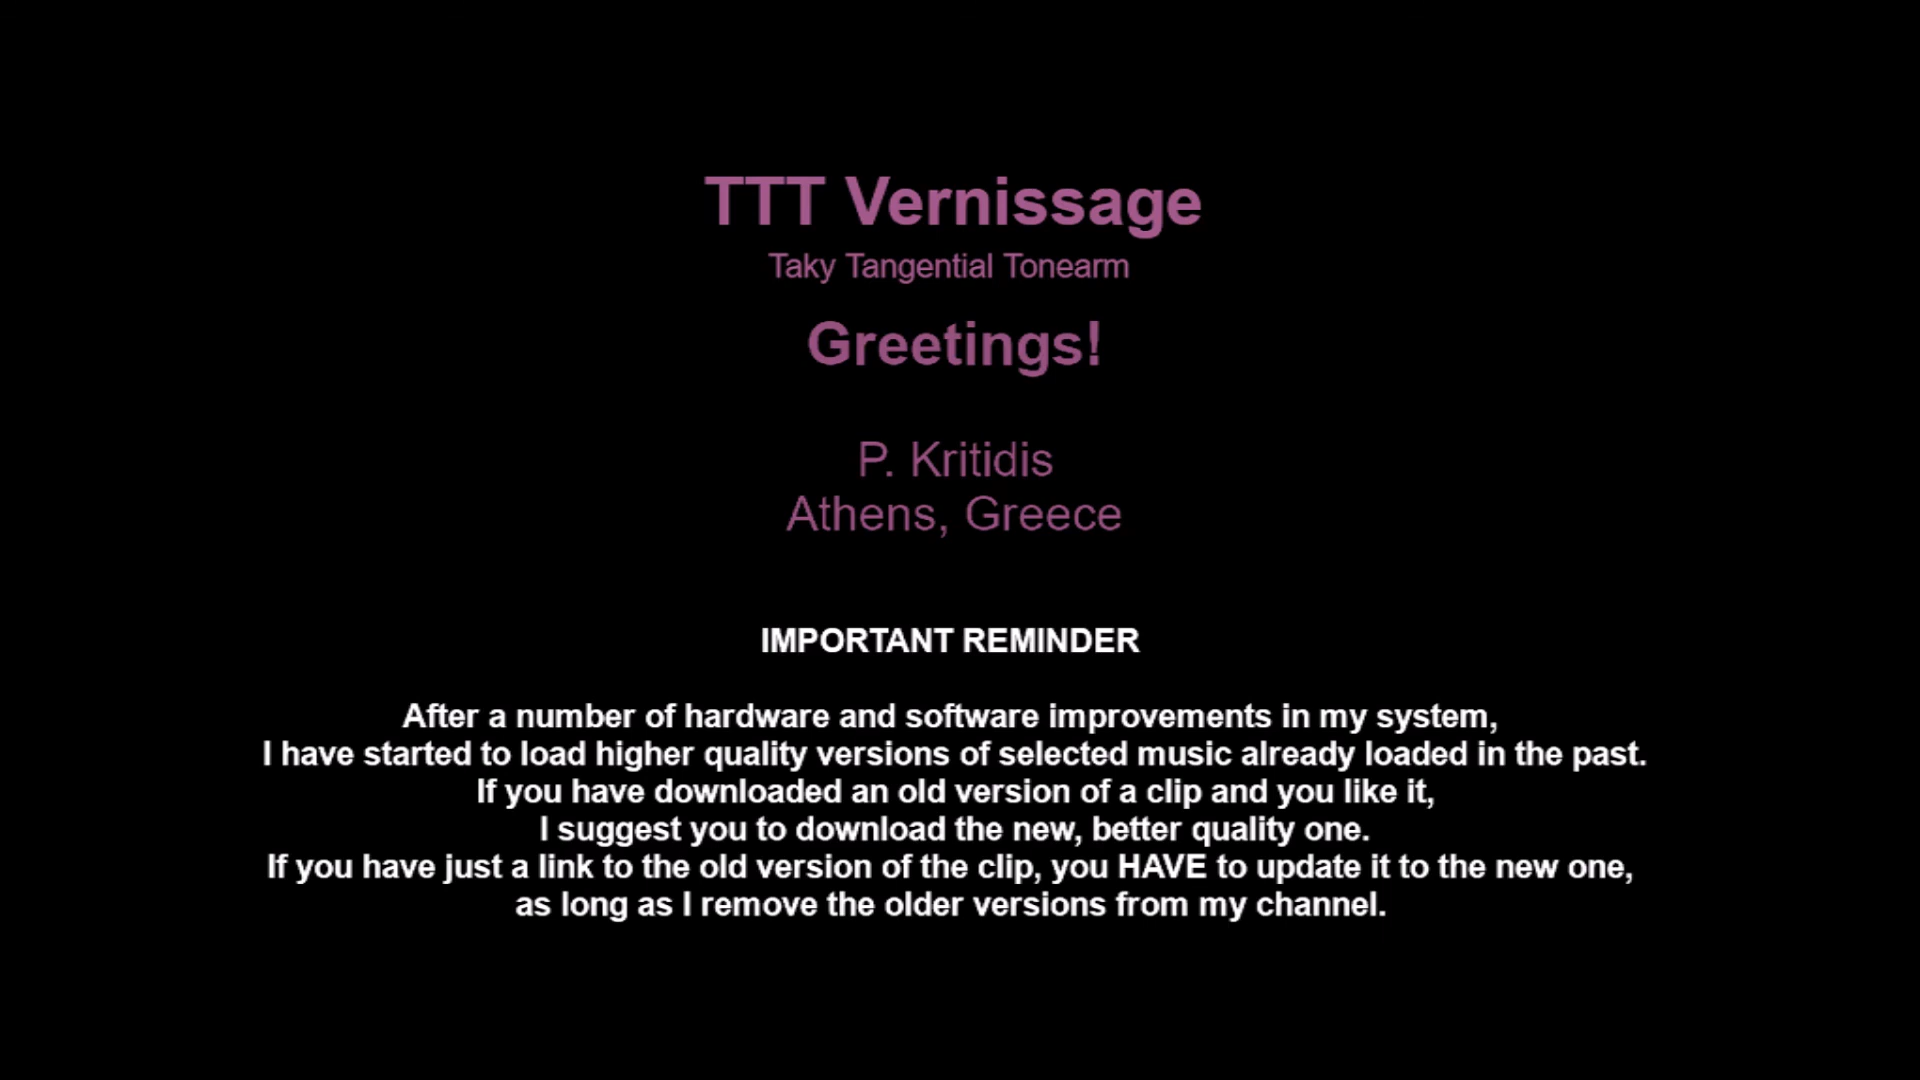 TTT Vernissage
Taky Tangential Tonearm
Greetings!
P. Kritidis
Athens, Greece
IMPORTANT REMINDER
After a number of hardware and software improvements in my system,
I have started to load higher quality versions of selected music already loaded in the past.
If you have downloaded an old version of a clip and you like it,
I suggest you to download the new, better quality one.
If you have just a link to the old version of the clip, you HAVE to update it to the new one,
as long as I remove the older versions from my channel.